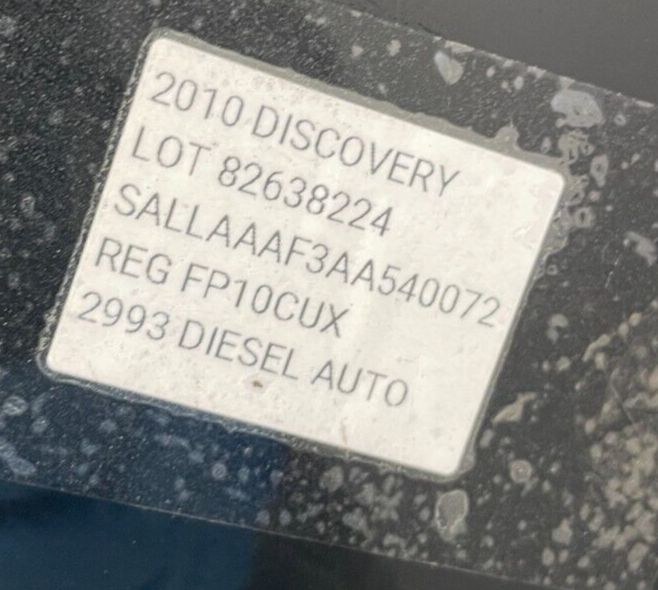 2010 DISCOVERY
LOT 82638224
SALLAAAF3AA540072
REG FP10CUX
2993 DIESEL AUTO